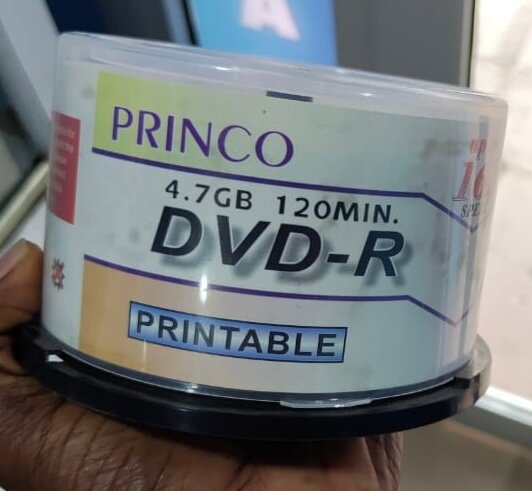 PRINCO
4.7GB 120MIN.
DVD-R
PRINTABLE
A